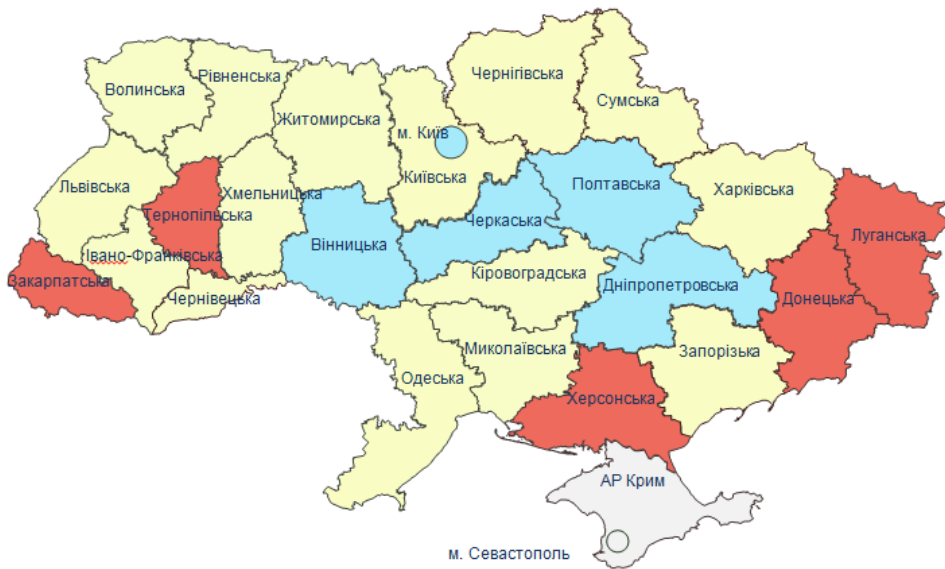 Чернігівська
Рівненська
Волинська
Сумська
Житомирська
м. Київ
Київська
Львівська
Хмельницька
Полтавська
Харківська
Тернопільська
Черкаська
Луганська
Вінницька
Івано-Франківська
Кіровоградська
Закарпатська
Дніпропетровська
Донецька
Чернівецька
Миколаївська
Запорізька
Одеська
Херсонська
АР Крим
м. Севастополь